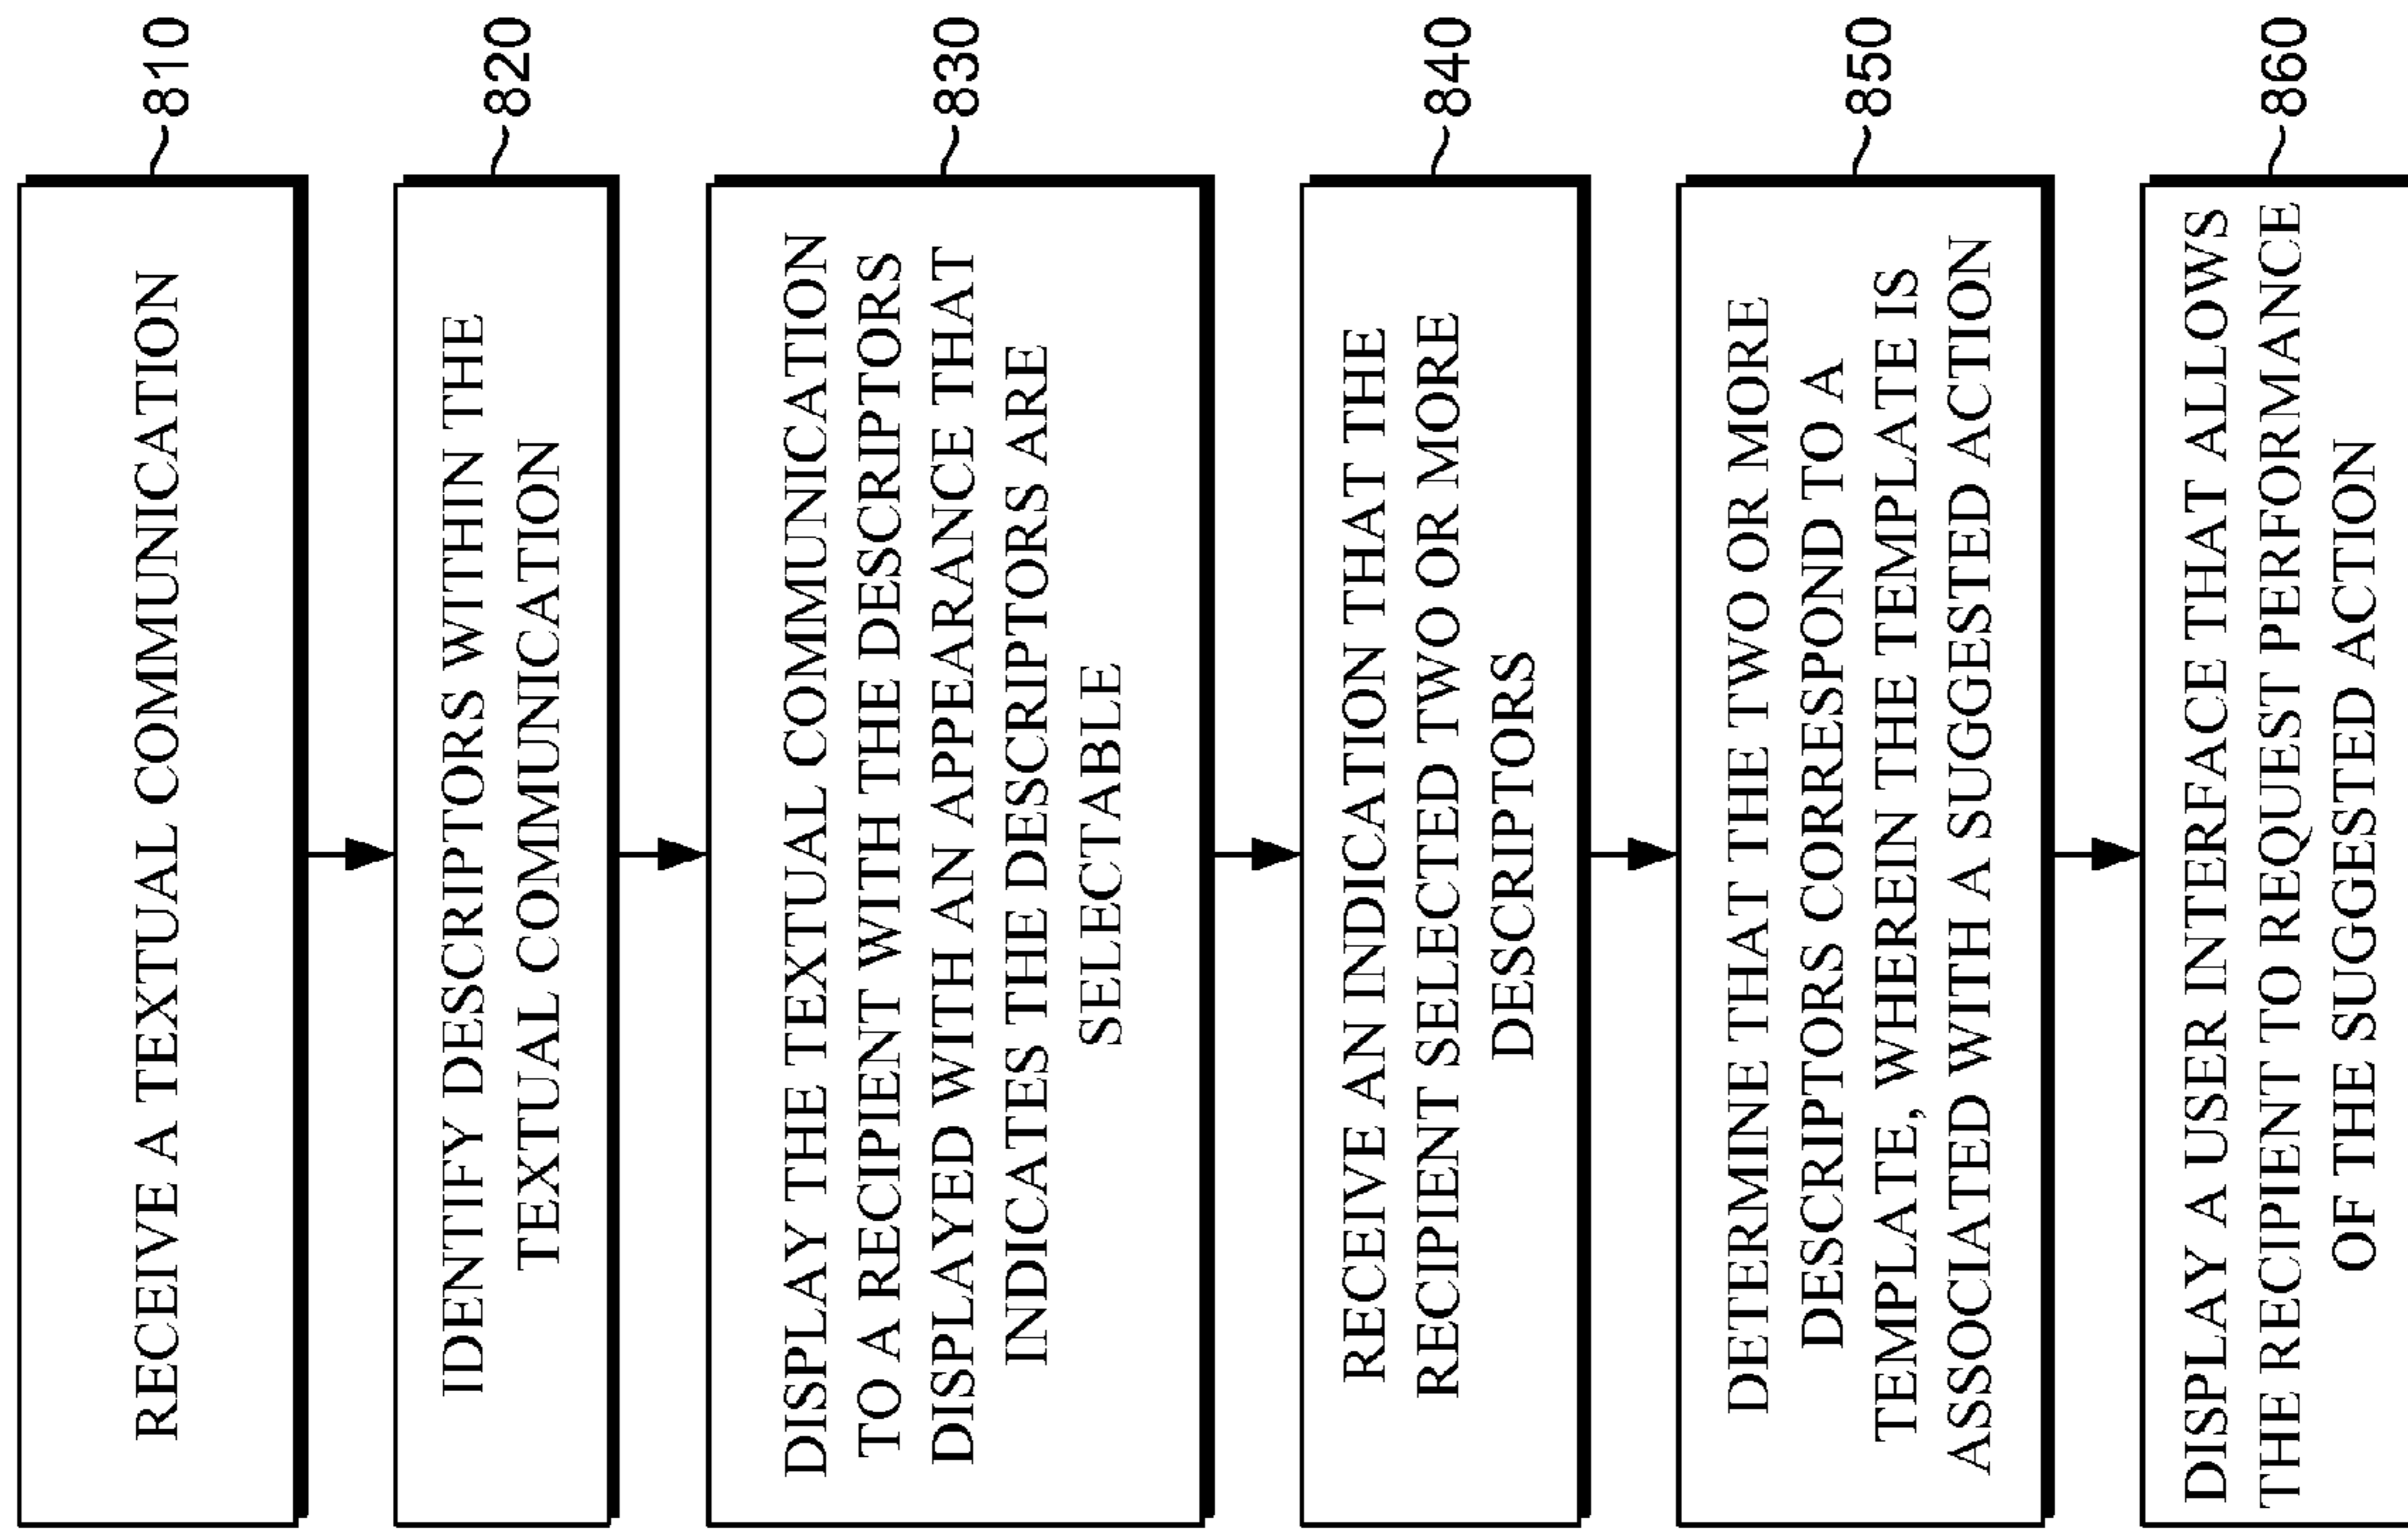 RECEIVE A TEXTUAL COMMUNICATION
810
IDENTIFY DESCRIPTORS WITHIN THE
TEXTUAL COMMUNICATION
820
DISPLAY THE TEXTUAL COMMUNICATION
TO A RECIPIENT WITH THE DESCRIPTORS
DISPLAYED WITH AN APPEARANCE THAT
INDICATES THE DESCRIPTORS ARE
SELECTABLE
830
RECEIVE AN INDICATION THAT THE
RECIPIENT SELECTED TWO OR MORE
DESCRIPTORS
840
DETERMINE THAT THE TWO OR MORE
DESCRIPTORS CORRESPOND TO A
TEMPLATE, WHEREIN THE TEMPLATE IS
ASSOCIATED WITH A SUGGESTED ACTION
850
DISPLAY A USER INTERFACE THAT ALLOWS
THE RECIPIENT TO REQUEST PERFORMANCE
OF THE SUGGESTED ACTION
860